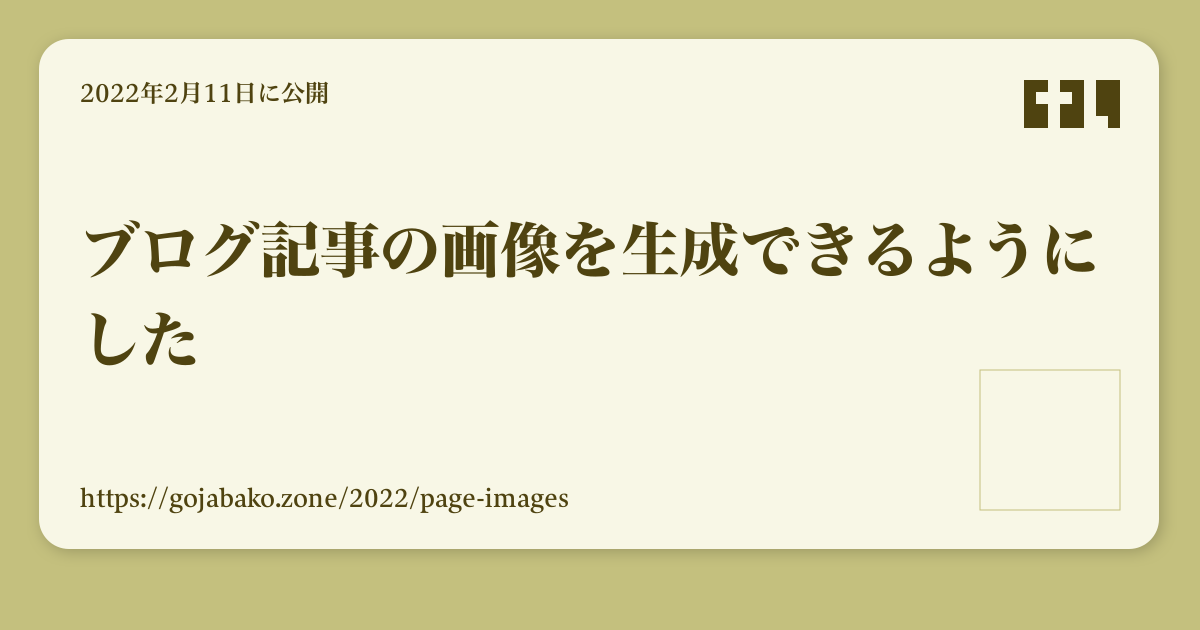 2022年2月11日に公開
ブログ記事の画像を生成できるように
した
https://gojabako.zone/2022/page-images